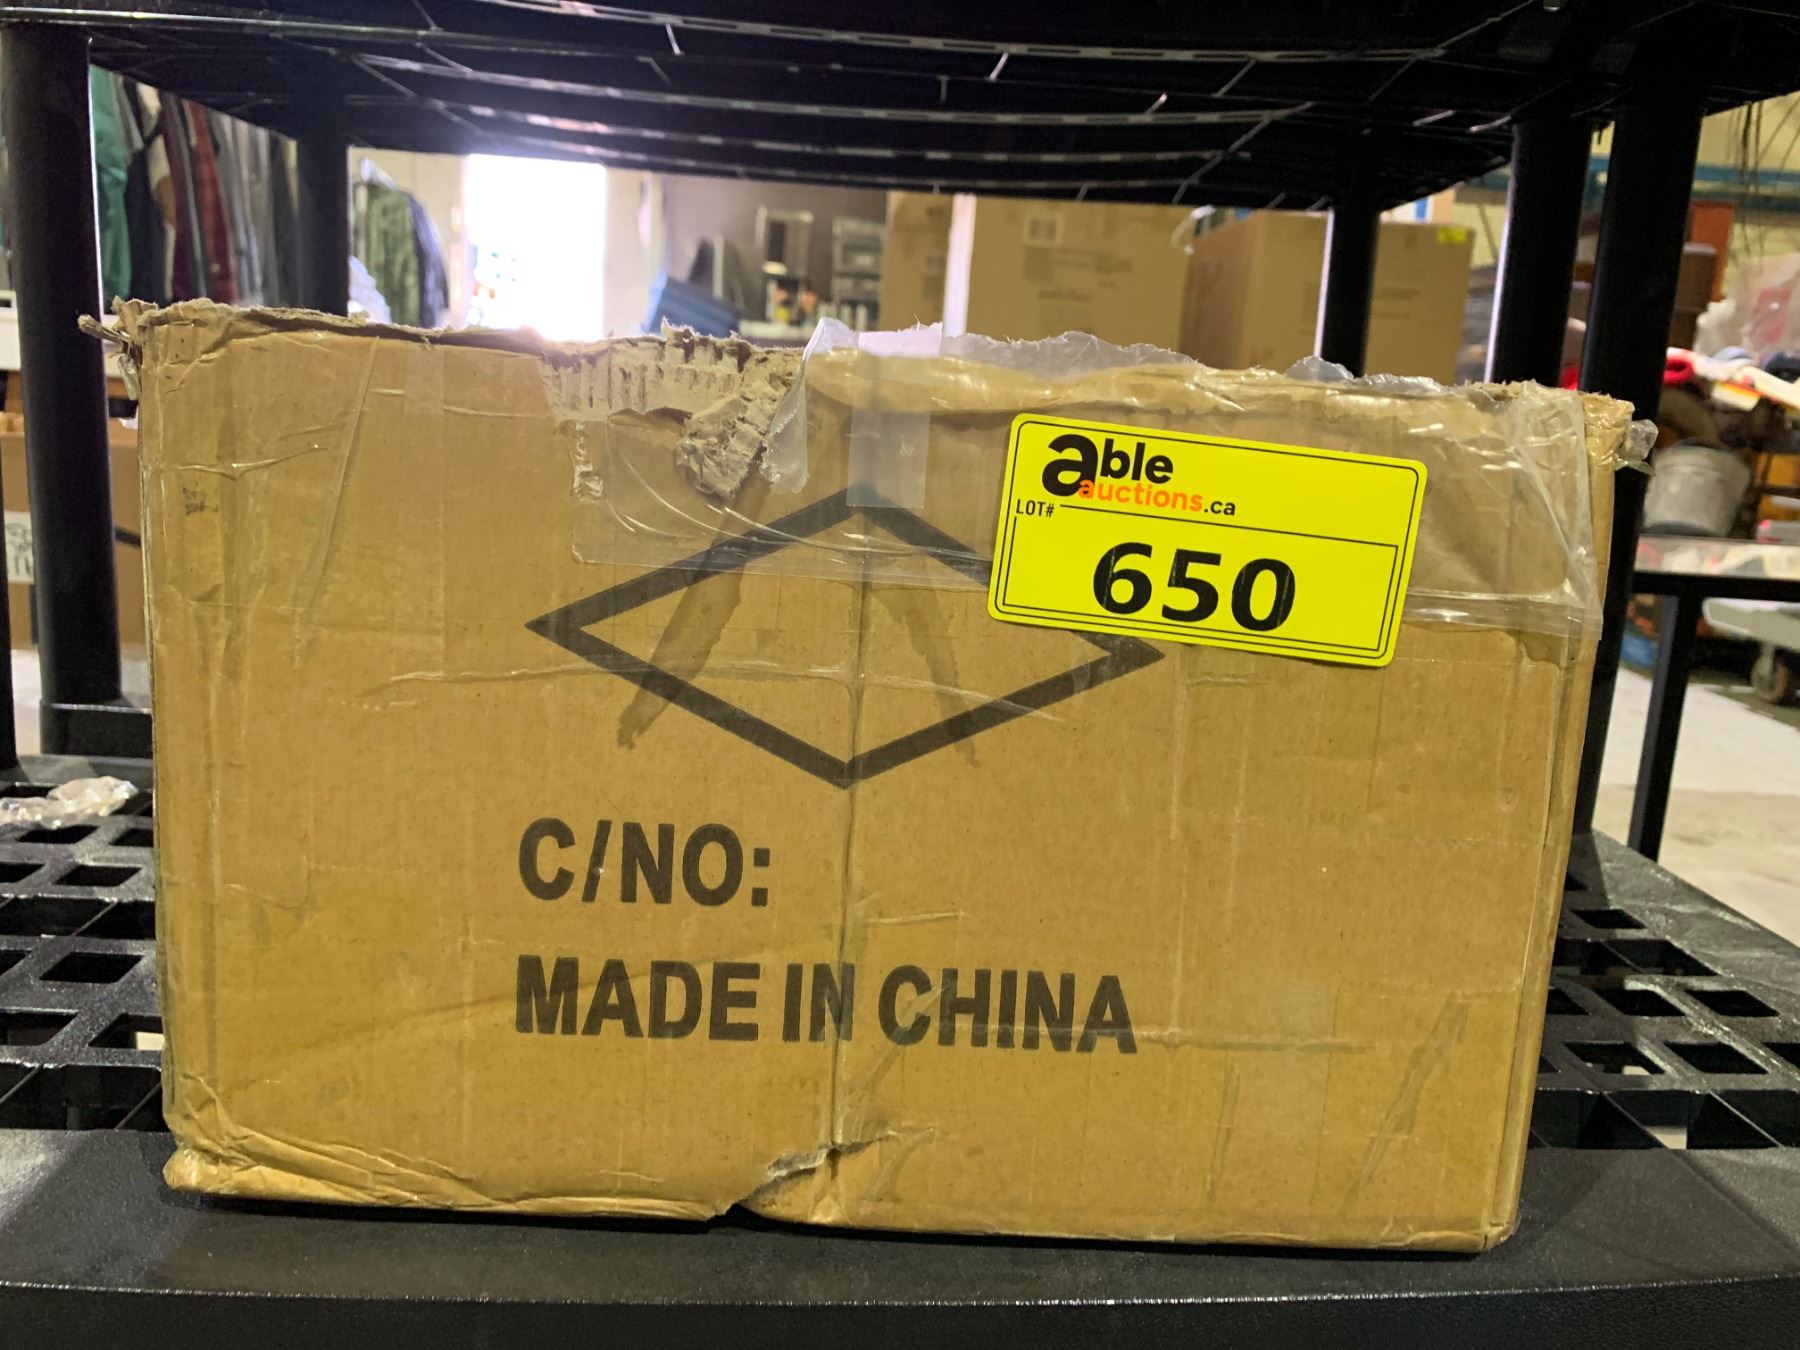 able
auctions.ca
LOT#
650
C/NO:
MADE IN CHINA